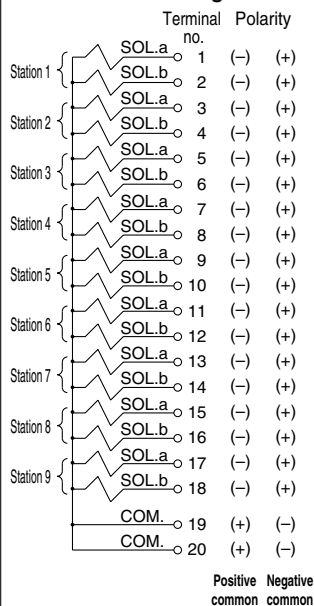 Terminal Polarity
no.
Station 1 SOL.a 1 (−) (+)
SOL.b 2 (−) (+)
Station 2 SOL.a 3 (−) (+)
SOL.b 4 (−) (+)
Station 3 SOL.a 5 (−) (+)
SOL.b 6 (−) (+)
Station 4 SOL.a 7 (−) (+)
SOL.b 8 (−) (+)
Station 5 SOL.a 9 (−) (+)
SOL.b 10 (−) (+)
Station 6 SOL.a 11 (−) (+)
SOL.b 12 (−) (+)
Station 7 SOL.a 13 (−) (+)
SOL.b 14 (−) (+)
Station 8 SOL.a 15 (−) (+)
SOL.b 16 (−) (+)
Station 9 SOL.a 17 (−) (+)
SOL.b 18 (−) (+)
COM. 19 (+) (−)
COM. 20 (+) (−)
Positive Negative
common common